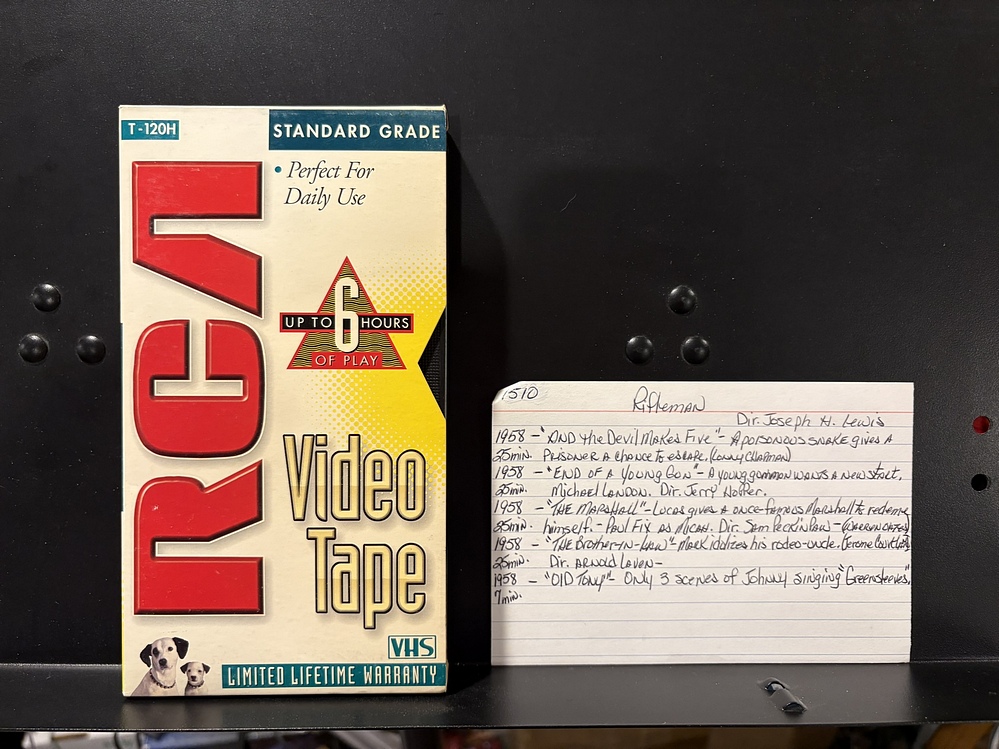 T-120H
STANDARD GRADE
• Perfect For
Daily Use
RCA
UP TO 6 HOURS
OF PLAY
Video
Tape
VHS
LIMITED LIFETIME WARRANTY
1510
Rifleman
Dir. Joseph H. Lewis
1958 - "AND the Devil Makes Five" - A poisonous snake gives a
25min. Prisoner a chance to escape. (Lonny Chapman)
1958 - "END of a Young Gun" - A young gunman wants a new start.
25min. Michael Landon. Dir. Jerry Hopper.
1958 - "THE MARSHALL" - Lucas gives a once-famous Marshall to redeem
25min. himself. - Paul Fix as Micah. Dir. Sam Peckinpaw - (Warren Oates)
1958 - "The Brother-in-Law" - Mark idolizes his rodeo-uncle. (Jerome
25min. Dir. Arnold Laven -
1958 - "Old Tony" - Only 3 scenes of Johnny singing "Greensleeves".
7min.